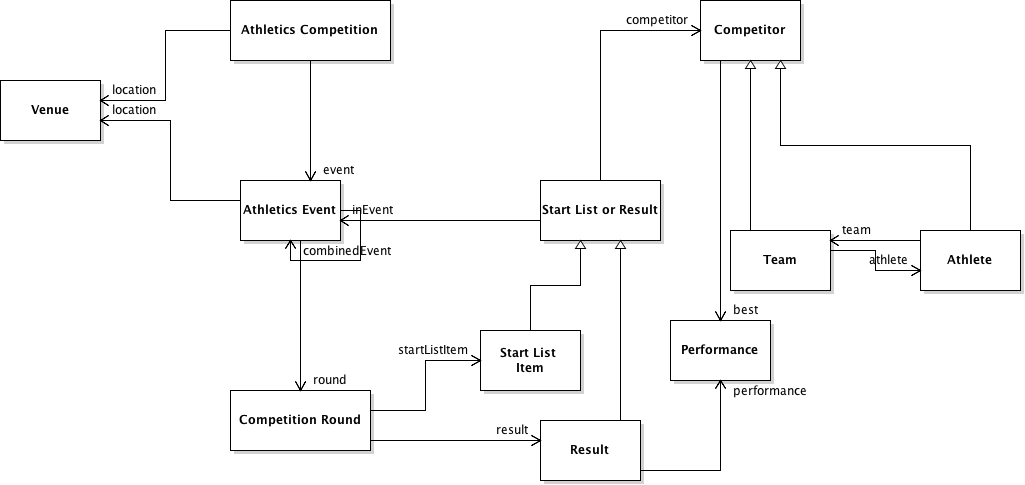 competitor
Athletics Competition
Competitor
location
Venue
location
event
Athletics Event
inEvent
Start List or Result
combinedEvent
team
Team
athlete
Athlete
best
startListItem
Start List
Item
Performance
round
performance
Competition Round
result
Result